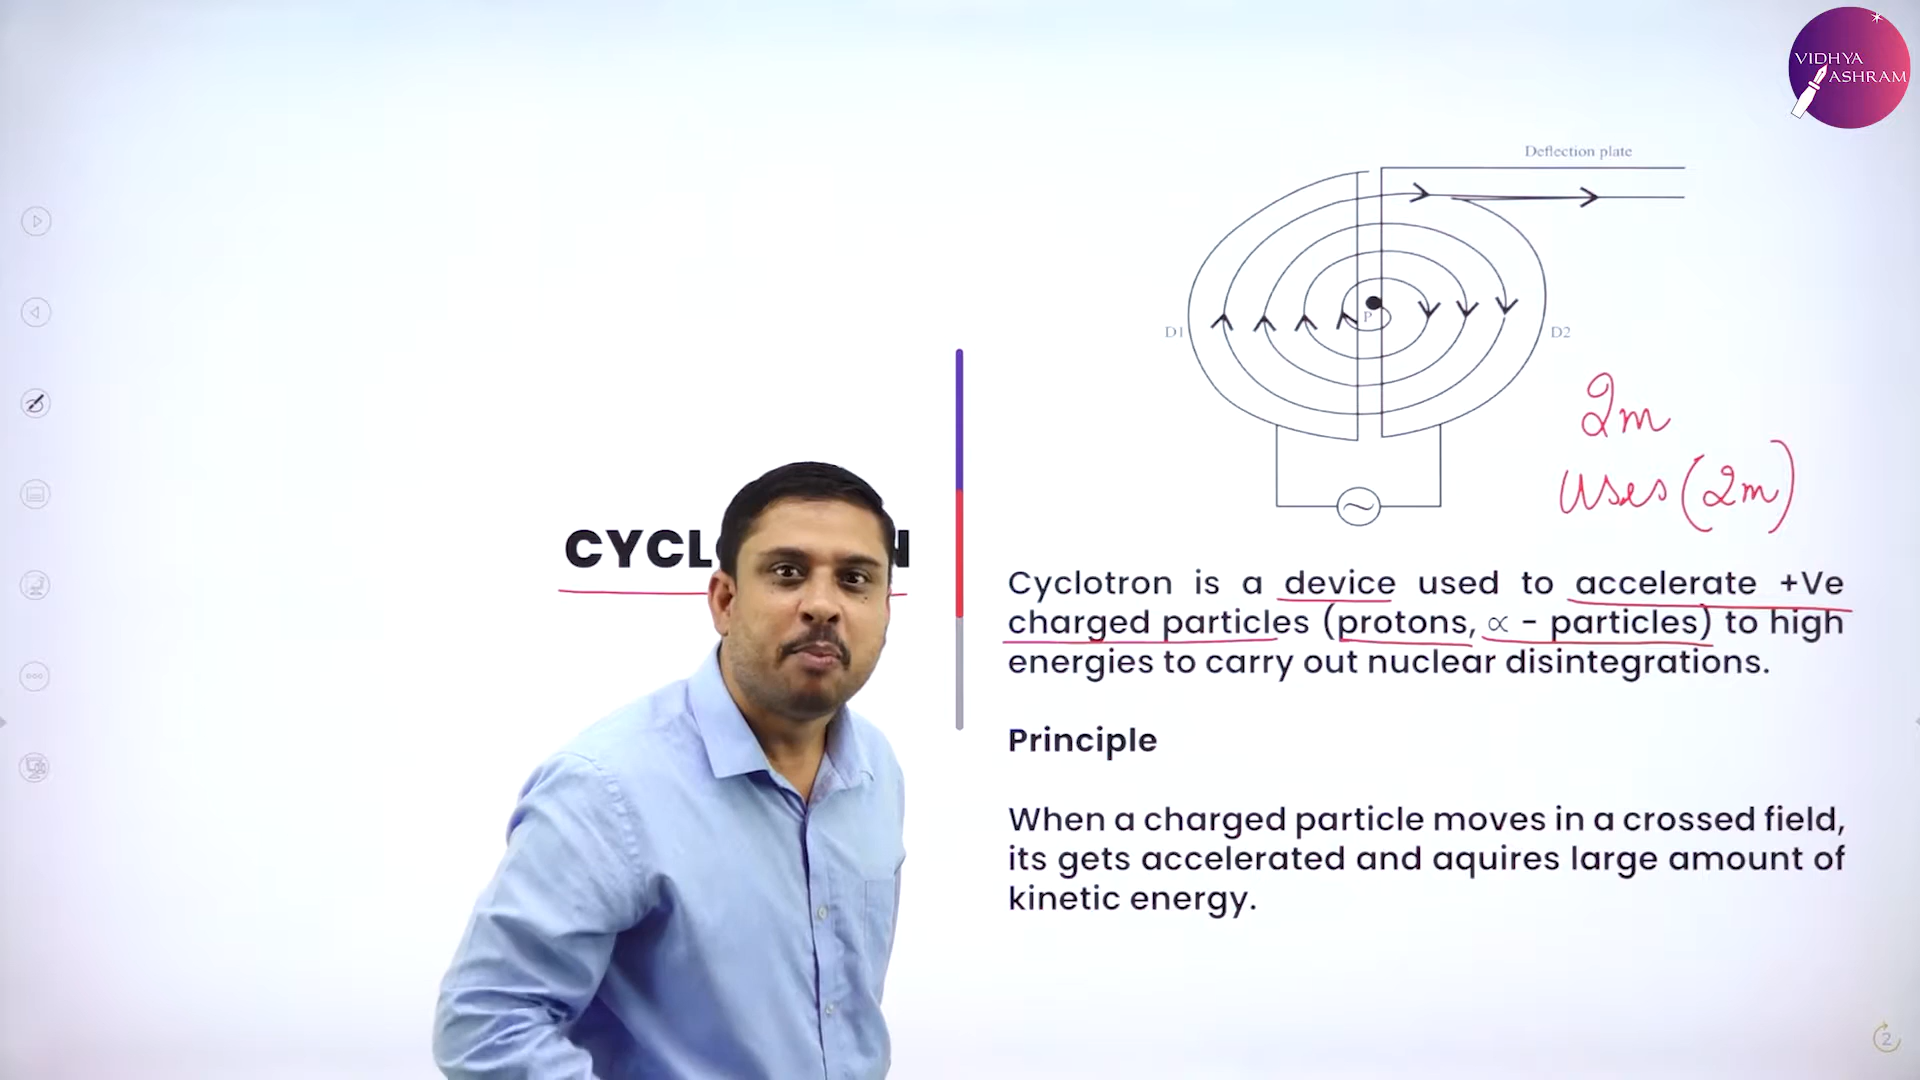 VIDHYA
ASHRAM
Deflection plate
P
D1
D2
2m
Uses (2m)
CYCL
N
Cyclotron is a device used to accelerate +Ve
charged particles (protons, ∝ - particles) to high
energies to carry out nuclear disintegrations.
Principle
When a charged particle moves in a crossed field,
its gets accelerated and aquires large amount of
kinetic energy.
2